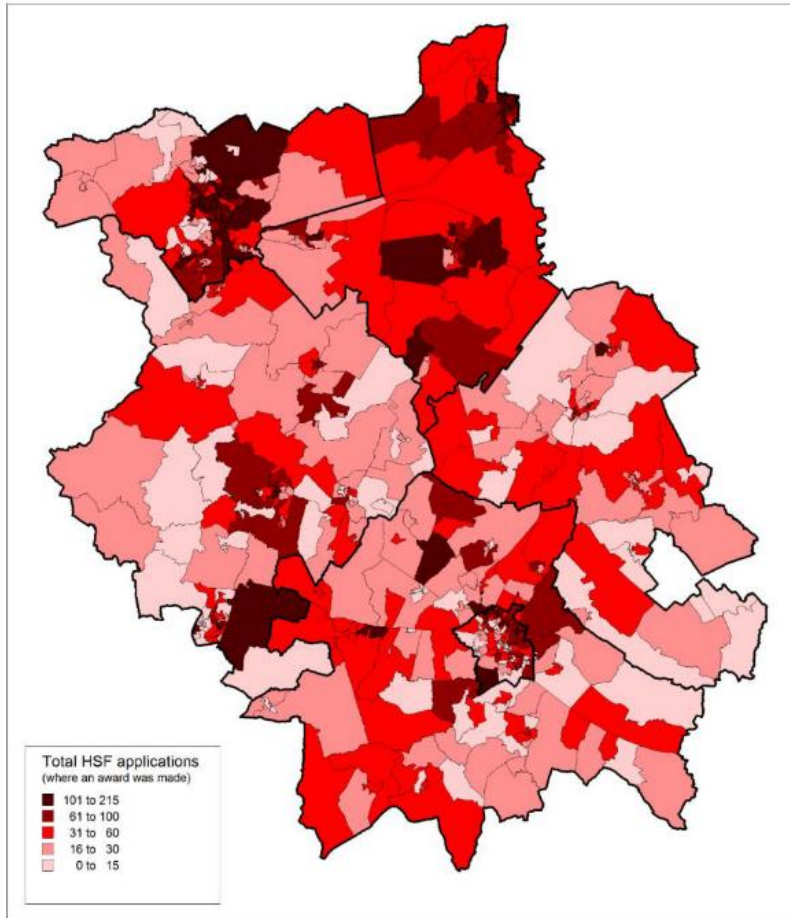 Total HSF applications
(where an award was made)
101 to 215
61 to 100
31 to 60
16 to 30
0 to 15